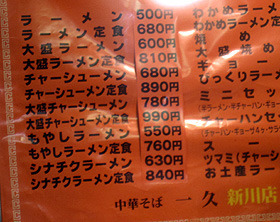 ラーメン 500円
ラーメン定食 680円
大盛ラーメン 600円
大盛ラーメン定食 810円
チャーシューメン 680円
チャーシューメン定食 890円
大盛チャーシューメン 780円
大盛チャーシューメン定食 990円
もやしラーメン 550円
もやしラーメン定食 760円
シナチクラーメン 630円
シナチクラーメン定食 840円
わかめラーメン
わかめラーメン定
焼め
大盛焼め
ギョー
びっくりラーメン
ミニセッ
チャーハンセ
スー
ツマミ(チャー
お土産ラーメ
中華そば 一久 新川店